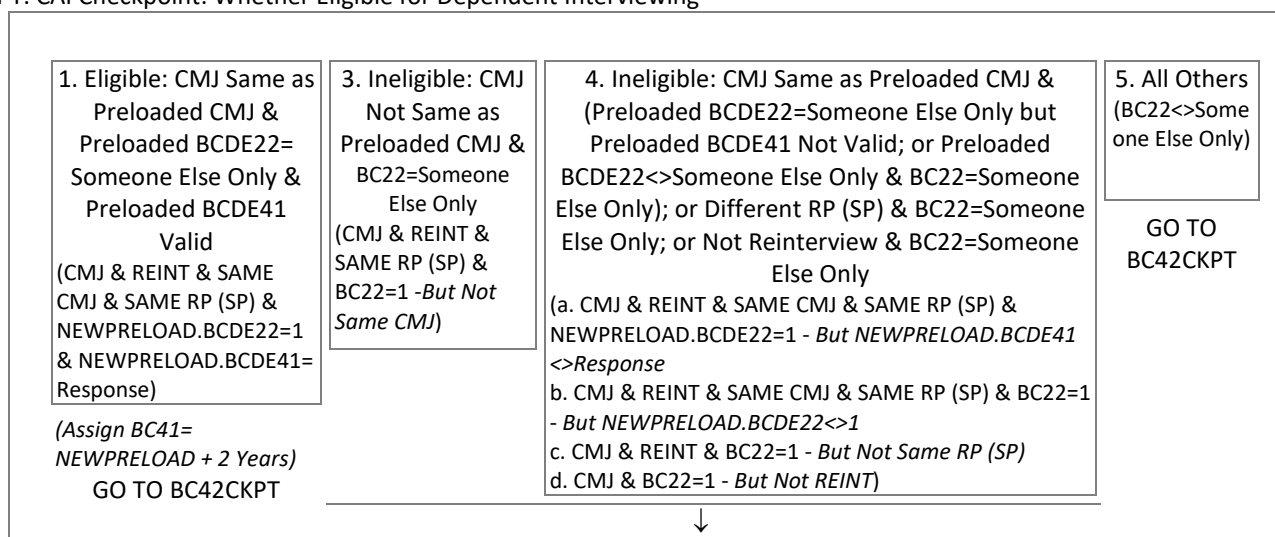 1. Eligible: CMJ Same as
Preloaded CMJ &
Preloaded BCDE22=
Someone Else Only &
Preloaded BCDE41
Valid
(CMJ & REINT & SAME
CMJ & SAME RP (SP) &
NEWPRELOAD.BCDE22=1
& NEWPRELOAD.BCDE41=
Response)
(Assign BC41=
NEWPRELOAD + 2 Years)
GO TO BC42CKPT
3. Ineligible: CMJ
Not Same as
Preloaded CMJ &
BC22=Someone
Else Only
(CMJ & REINT &
SAME RP (SP) &
BC22=1 -But Not
Same CMJ)
4. Ineligible: CMJ Same as Preloaded CMJ &
(Preloaded BCDE22=Someone Else Only but
Preloaded BCDE41 Not Valid; or Preloaded
BCDE22<>Someone Else Only & BC22=Someone
Else Only); or Different RP (SP) & BC22=Someone
Else Only; or Not Reinterview & BC22=Someone
Else Only
(a. CMJ & REINT & SAME CMJ & SAME RP (SP) &
NEWPRELOAD.BCDE22=1 - But NEWPRELOAD.BCDE41
<>Response
b. CMJ & REINT & SAME CMJ & SAME RP (SP) & BC22=1
- But NEWPRELOAD.BCDE22<>1
c. CMJ & REINT & BC22=1 - But Not Same RP (SP)
d. CMJ & BC22=1 - But Not REINT)
5. All Others
(BC22<>Some
one Else Only)
GO TO
BC42CKPT
↓